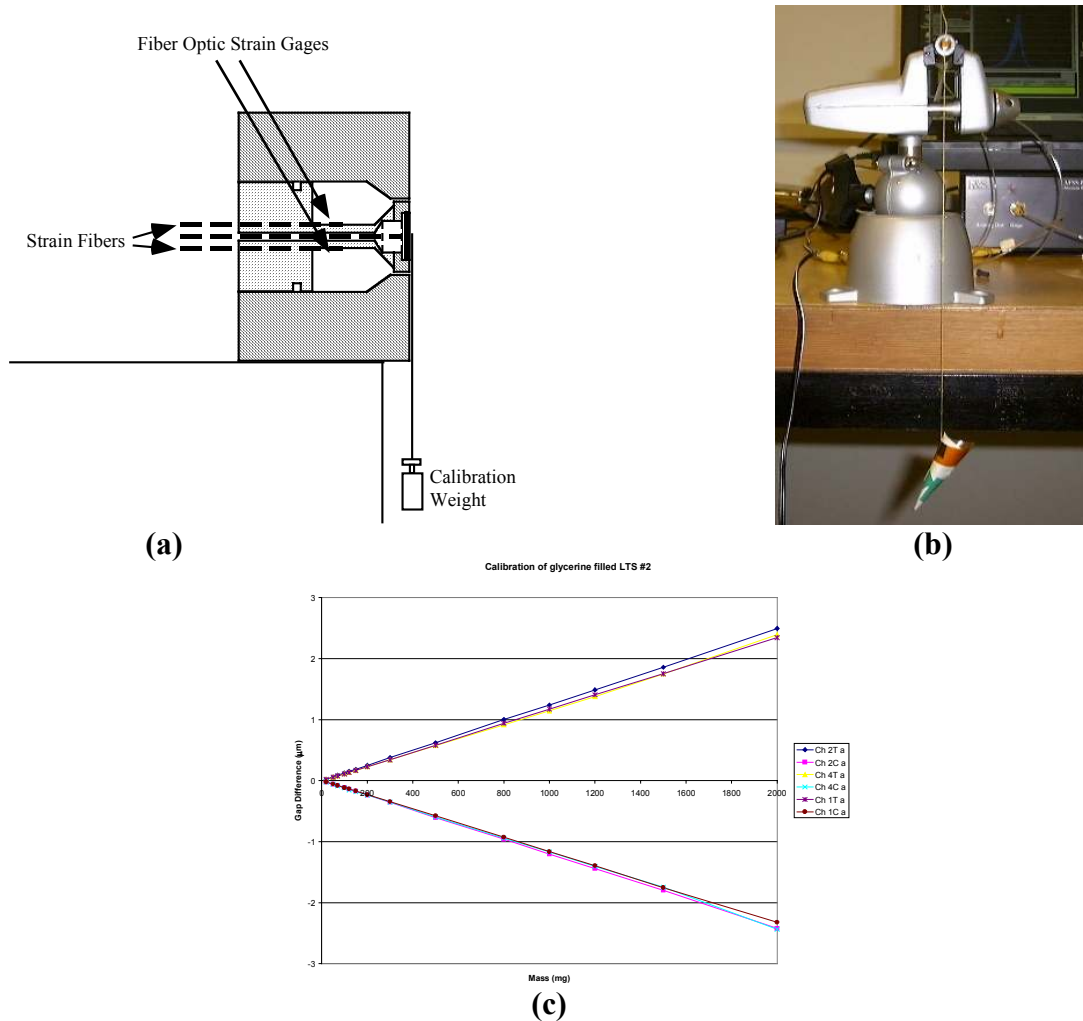 Fiber Optic Strain Gages
Strain Fibers
Calibration
Weight
(a)
(b)
Calibration of glycerine filled LTS #2
3
2
1
0
-1
-2
-3
0
200
400
600
800
1000
1200
1400
1600
1800
2000
Gap Difference (µm)
Mass (mg)
Ch 2T a
Ch 2C a
Ch 4T a
Ch 4C a
Ch 1T a
Ch 1C a
(c)